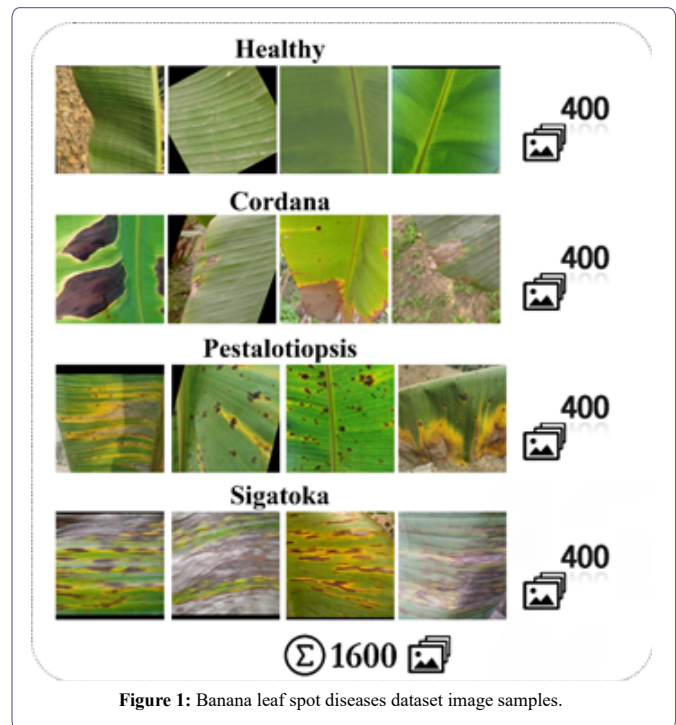 Healthy
400
Cordana
400
Pestalotiopsis
400
Sigatoka
400
Σ 1600
Figure 1: Banana leaf spot diseases dataset image samples.